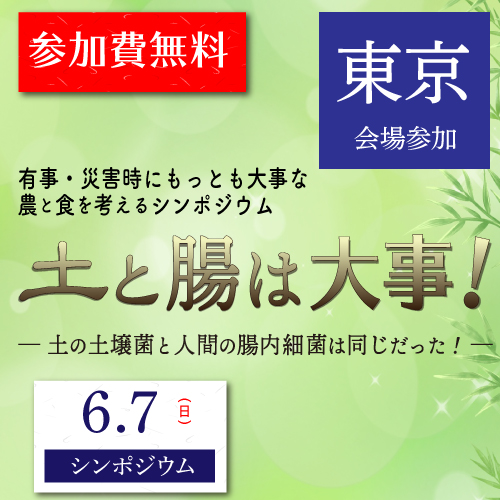 参加費無料
東京
会場参加
有事・災害時にもっとも大事な
農と食を考えるシンポジウム
土と腸は大事！
― 土の土壌菌と人間の腸内細菌は同じだった！―
6.7（日）
シンポジウム